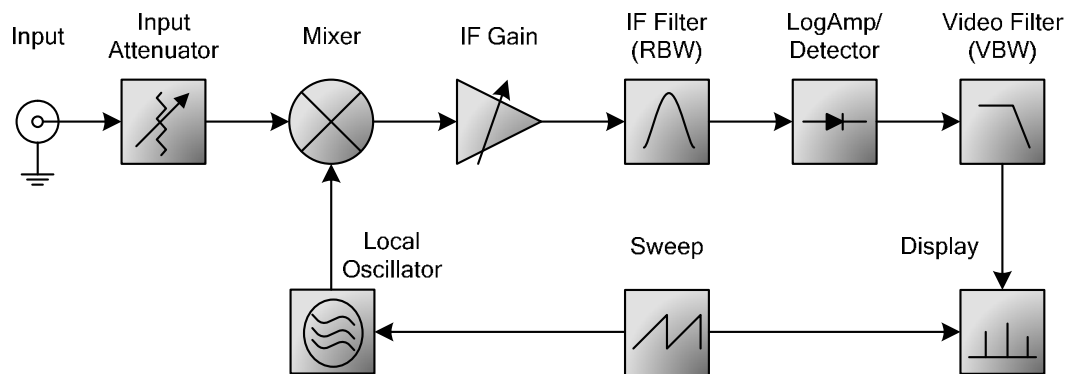 Input
Input
Attenuator
Mixer
IF Gain
IF Filter
(RBW)
LogAmp/
Detector
Video Filter
(VBW)
Local
Oscillator
Sweep
Display